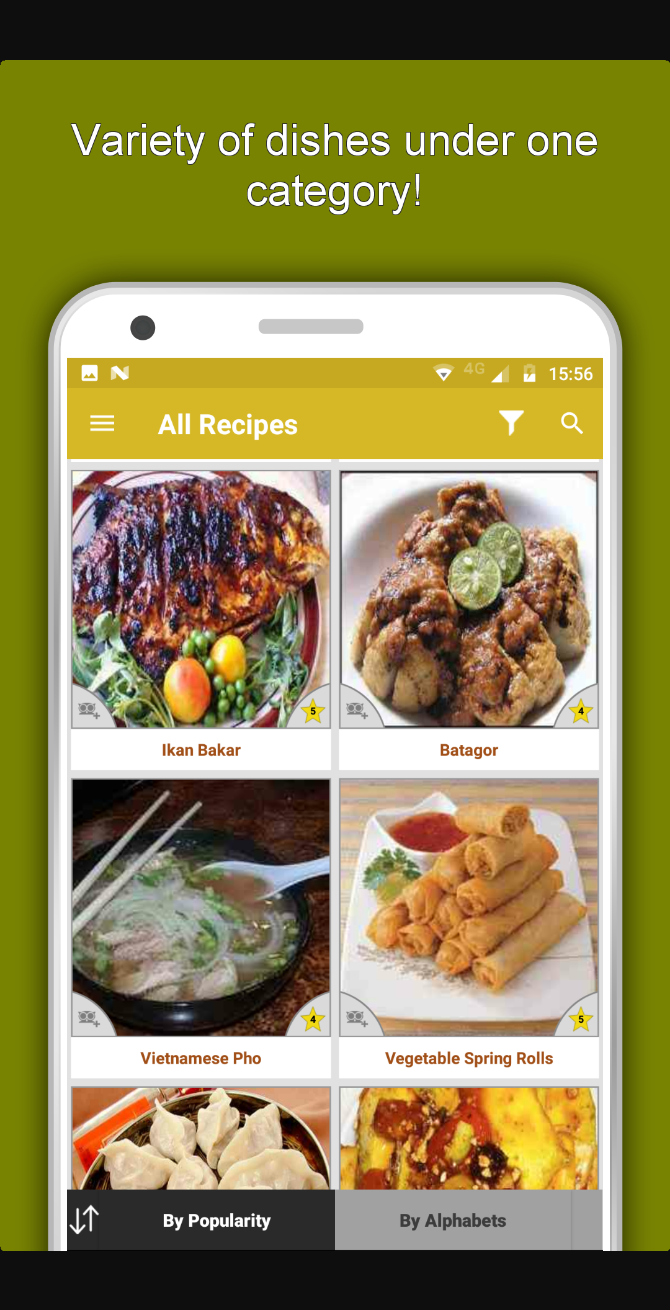 Variety of dishes under one
category!
4G 15:56
All Recipes
5
4
Ikan Bakar
Batagor
4
5
Vietnamese Pho
Vegetable Spring Rolls
By Popularity
By Alphabets